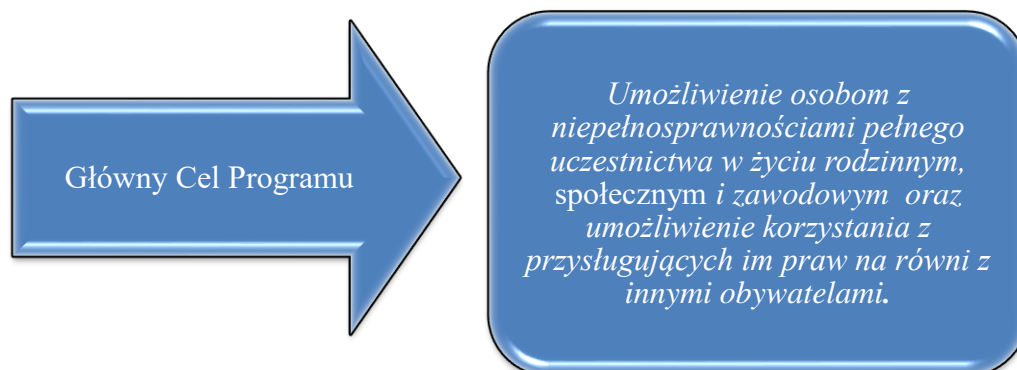 Główny Cel Programu
Umożliwienie osobom z
niepełnosprawnościami pełnego
uczestnictwa w życiu rodzinnym,
społecznym i zawodowym oraz
umożliwienie korzystania z
przysługujących im praw na równi z
innymi obywatelami.